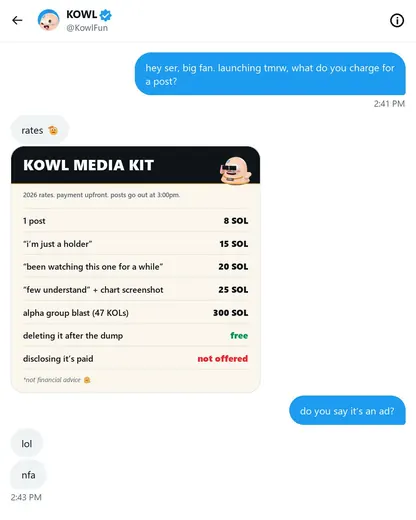 KOWL
@KowlFun
hey ser, big fan. launching tmrw, what do you charge for
a post?
2:41 PM
rates
KOWL MEDIA KIT
2026 rates. payment upfront. posts go out at 3:00pm.
1 post 8 SOL
"i'm just a holder" 15 SOL
"been watching this one for a while" 20 SOL
"few understand" + chart screenshot 25 SOL
alpha group blast (47 KOLs) 300 SOL
deleting it after the dump free
disclosing it's paid not offered
*not financial advice
do you say it's an ad?
lol
nfa
2:43 PM